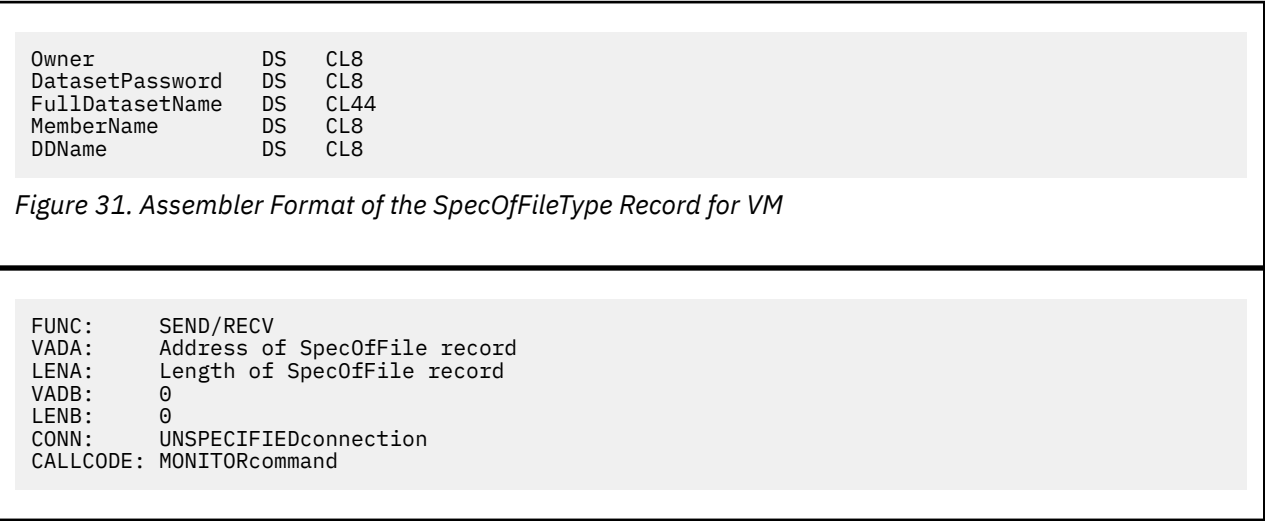 Owner DS CL8
DatasetPassword DS CL8
FullDatasetName DS CL44
MemberName DS CL8
DDName DS CL8
Figure 31. Assembler Format of the SpecOfFileType Record for VM
FUNC: SEND/RECV
VADA: Address of SpecOfFile record
LENA: Length of SpecOfFile record
VADB: 0
LENB: 0
CONN: UNSPECIFIEDconnection
CALLCODE: MONITORcommand